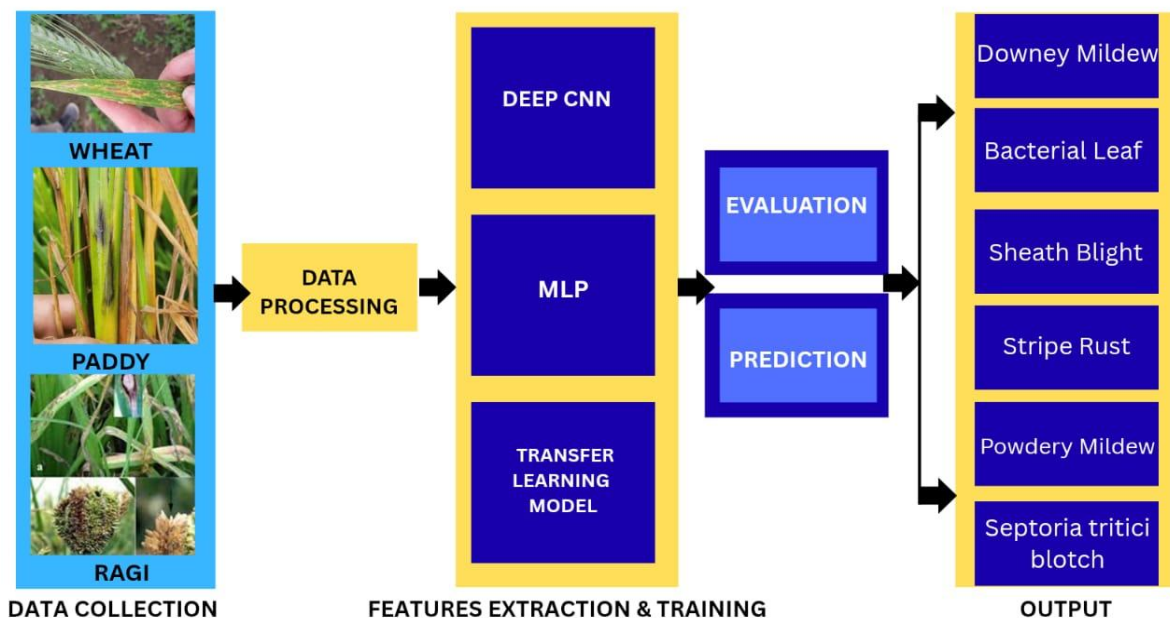 WHEAT
PADDY
a
RAGI
DATA COLLECTION
DATA
PROCESSING
DEEP CNN
MLP
TRANSFER
LEARNING
MODEL
FEATURES EXTRACTION & TRAINING
EVALUATION
PREDICTION
Downey Mildew
Bacterial Leaf
Sheath Blight
Stripe Rust
Powdery Mildew
Septoria tritici
blotch
OUTPUT